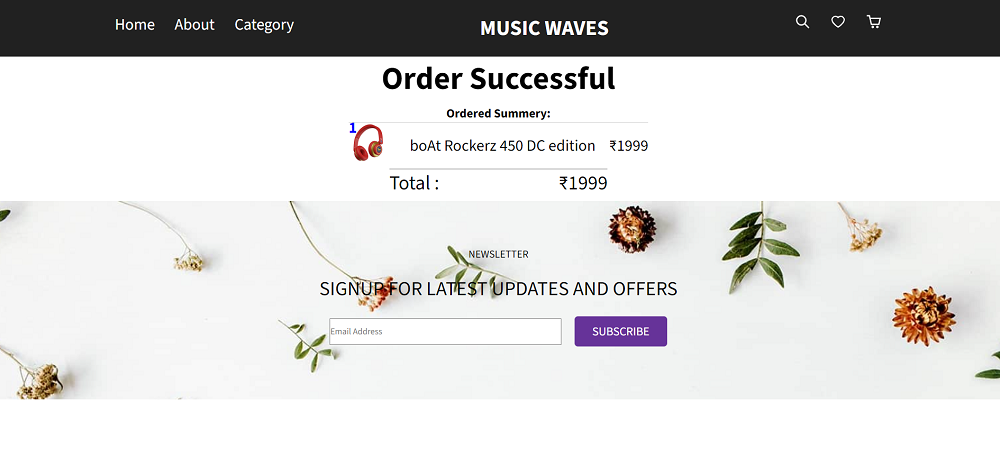 Home About Category MUSIC WAVES
Order Successful
Ordered Summery:
1
boAt Rockerz 450 DC edition ₹1999
Total : ₹1999
NEWSLETTER
SIGNUP FOR LATEST UPDATES AND OFFERS
Email Address SUBSCRIBE